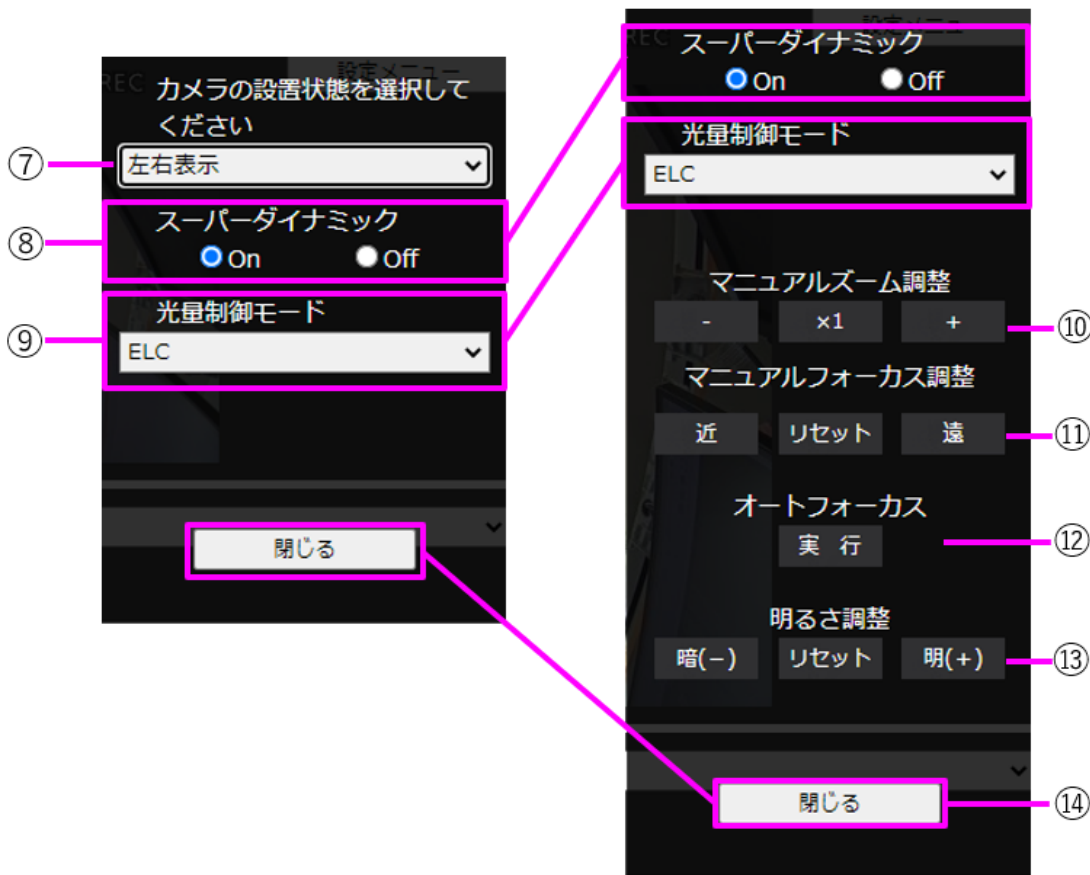 REC
設定メニュー
カメラの設置状態を選択して
ください
⑦
左右表示
⑧
スーパーダイナミック
On
Off
⑨
光量制御モード
ELC
閉じる
REC
設定メニュー
スーパーダイナミック
On
Off
光量制御モード
ELC
マニュアルズーム調整
-
×1
+
⑩
マニュアルフォーカス調整
近
リセット
遠
⑪
オートフォーカス
実 行
⑫
明るさ調整
暗(−)
リセット
明(+)
⑬
閉じる
⑭